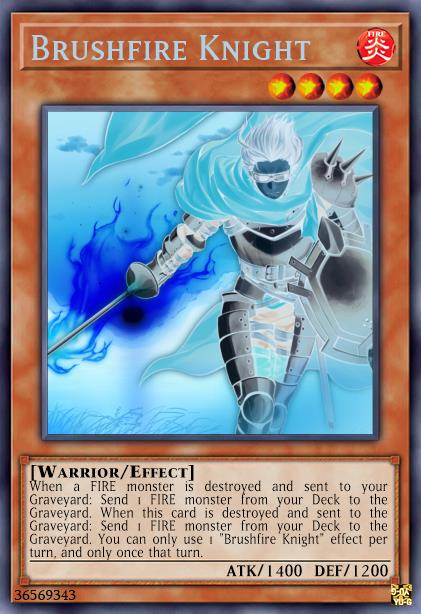 BRUSHFIRE KNIGHT
FIRE
炎
[WARRIOR/EFFECT]
When a FIRE monster is destroyed and sent to your
Graveyard: Send 1 FIRE monster from your Deck to the
Graveyard. When this card is destroyed and sent to the
Graveyard: Send 1 FIRE monster from your Deck to the
Graveyard. You can only use 1 "Brushfire Knight" effect per
turn, and only once that turn.
ATK/1400 DEF/1200
36569343